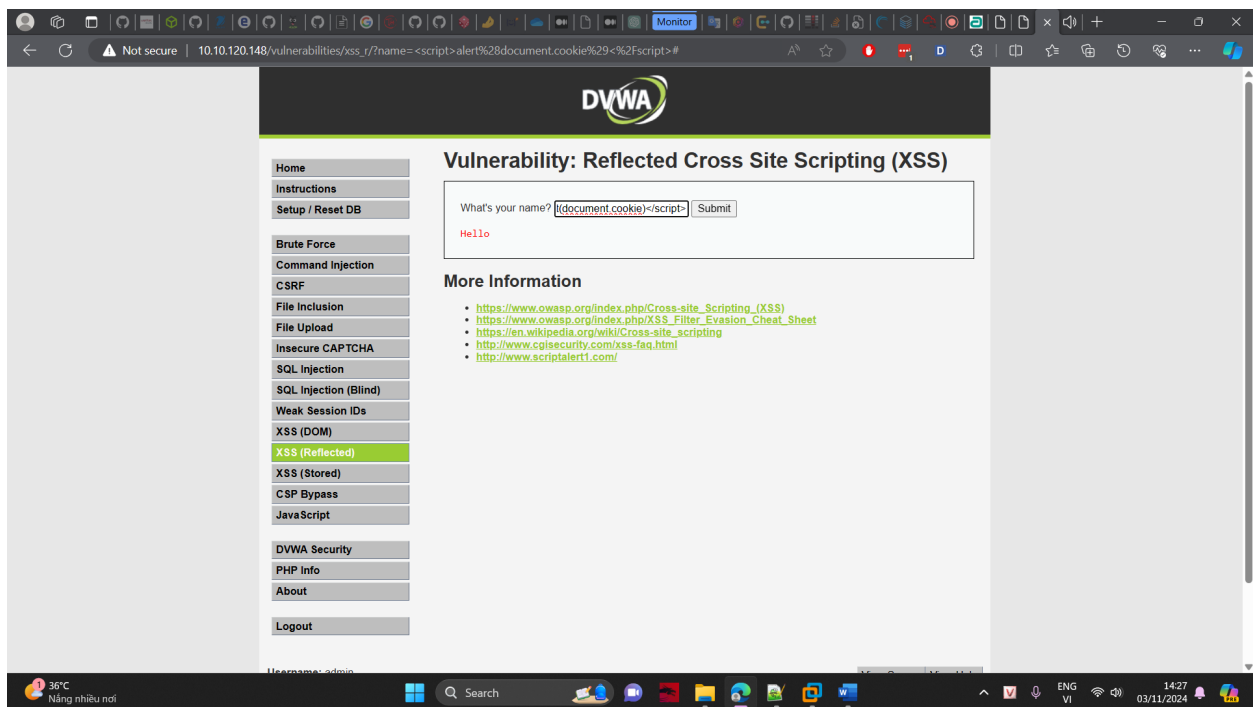 Monitor
Not secure | 10.10.120.148/vulnerabilities/xss_r/?name=<script>alert%28document.cookie%29<%2Fscript>#
DVWA
Home
Instructions
Setup / Reset DB
Brute Force
Command Injection
CSRF
File Inclusion
File Upload
Insecure CAPTCHA
SQL Injection
SQL Injection (Blind)
Weak Session IDs
XSS (DOM)
XSS (Reflected)
XSS (Stored)
CSP Bypass
JavaScript
DVWA Security
PHP Info
About
Logout
Username: admin
Vulnerability: Reflected Cross Site Scripting (XSS)
What's your name? t(document.cookie)</script> Submit
Hello
More Information
https://www.owasp.org/index.php/Cross-site_Scripting_(XSS)
https://www.owasp.org/index.php/XSS_Filter_Evasion_Cheat_Sheet
https://en.wikipedia.org/wiki/Cross-site_scripting
http://www.cgisecurity.com/xss-faq.html
http://www.scriptalert1.com/
1
36°C
Nắng nhiều nơi
Search
ENG
VI
14:27
03/11/2024